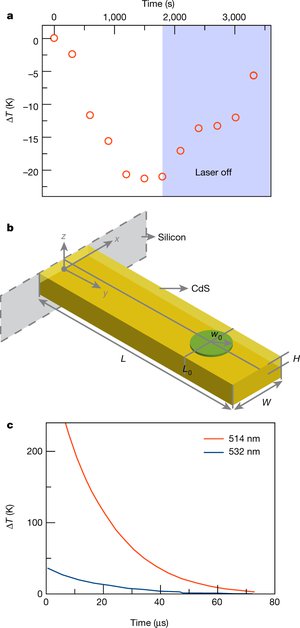 a
Time (s)
0 1,000 2,000 3,000
0
−5
−10
−15
−20
ΔT (K)
Laser off
b
z
x
y
Silicon
CdS
w0
L0
L
H
W
c
514 nm
532 nm
200
100
0
ΔT (K)
0 20 40 60 80
Time (μs)